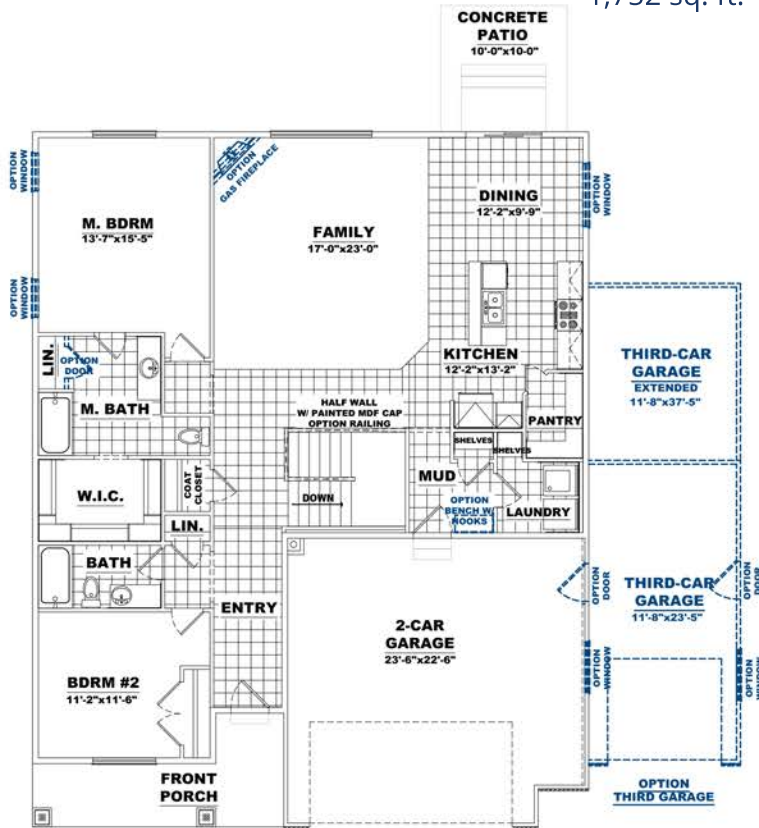 1,752 sq. ft.
CONCRETE
PATIO
10'-0"x10'-0"
OPTION
WINDOW
OPTION
GAS FIREPLACE
DINING
12'-2"x9'-9"
OPTION
WINDOW
M. BDRM
13'-7"x15'-5"
FAMILY
17'-0"x23'-0"
OPTION
WINDOW
LIN.
OPTION
DOOR
KITCHEN
12'-2"x13'-2"
THIRD-CAR
GARAGE
EXTENDED
11'-8"x37'-5"
M. BATH
HALF WALL
W/ PAINTED MDF CAP
OPTION RAILING
PANTRY
SHELVES
SHELVES
W.I.C.
COAT
CLOSET
DOWN
MUD
OPTION
BENCH W/
HOOKS
LAUNDRY
LIN.
BATH
ENTRY
2-CAR
GARAGE
23'-6"x22'-6"
OPTION
DOOR
THIRD-CAR
GARAGE
11'-8"x23'-5"
OPTION
DOOR
BDRM #2
11'-2"x11'-6"
OPTION
WINDOW
OPTION
WINDOW
FRONT
PORCH
OPTION
THIRD GARAGE